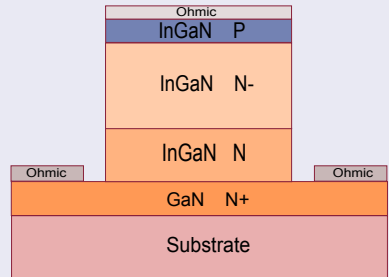 Ohmic
InGaN P
InGaN N-
InGaN N
Ohmic Ohmic
GaN N+
Substrate